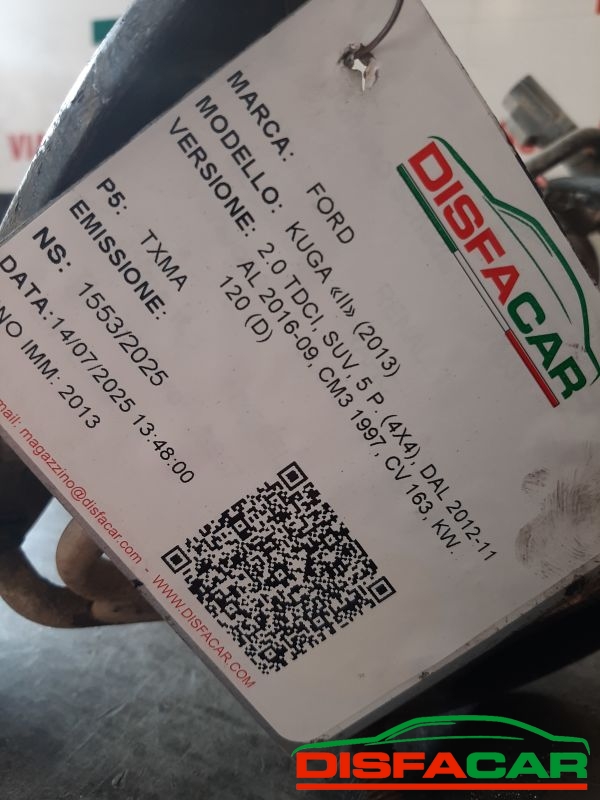 DISFACAR
MARCA: FORD
MODELLO: KUGA «II» (2013)
VERSIONE: 2.0 TDCI, SUV, 5 P. (4X4), DAL 2012-11
AL 2016-09, CM3 1997, CV 163, KW.
120 (D)
P5: TXMA
EMISSIONE:
NS: 1553/2025
DATA: 14/07/2025 13:48:00
IMM: 2013
magazzino@disfacar.com - WWW.DISFACAR.COM
DISFACAR